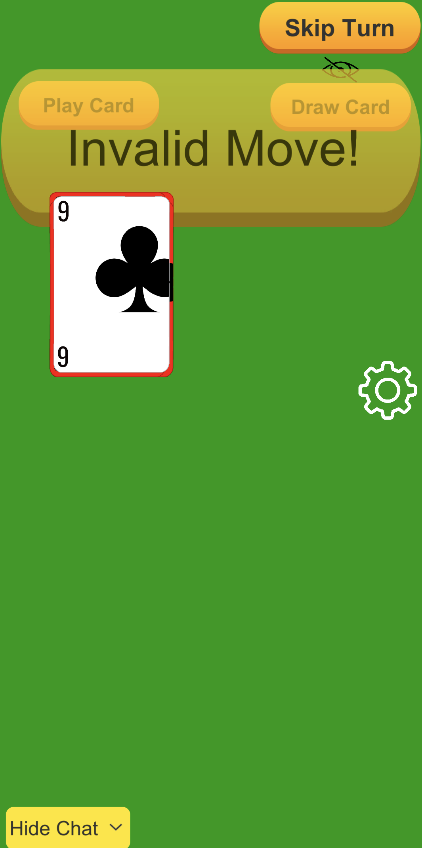 Skip Turn
Play Card
Draw Card
Invalid Move!
9
9
Hide Chat